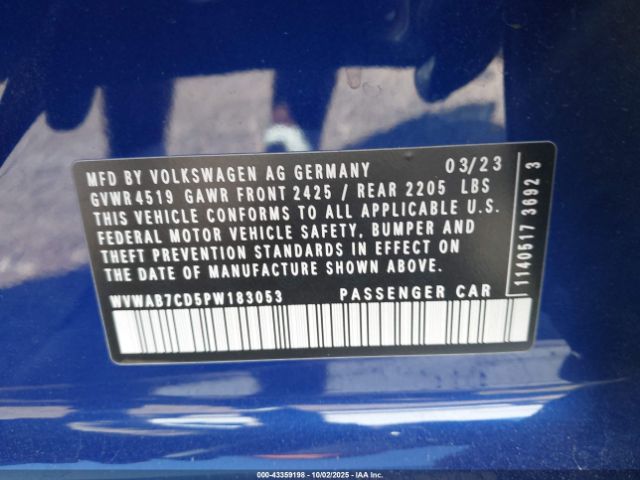 MFD BY VOLKSWAGEN AG GERMANY 03/23
GVWR 4519 GAWR FRONT 2425 / REAR 2205 LBS
THIS VEHICLE CONFORMS TO ALL APPLICABLE U.S.
FEDERAL MOTOR VEHICLE SAFETY, BUMPER AND
THEFT PREVENTION STANDARDS IN EFFECT ON
THE DATE OF MANUFACTURE SHOWN ABOVE.
WVWAB7CD5PW183053 PASSENGER CAR
1140517 3692 3
000-43359198 - 10/02/2025 - IAA Inc.